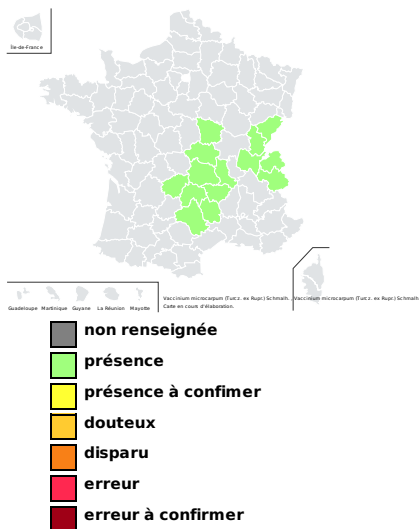 Île-de-France
Guadeloupe Martinique Guyane La Réunion Mayotte
Vaccinium microcarpum (Turcz. ex Rupr.) Schmalh. , Vaccinium microcarpum (Turcz. ex Rupr.) Schmalh
Carte en cours d'élaboration.
non renseignée
présence
présence à confimer
douteux
disparu
erreur
erreur à confirmer